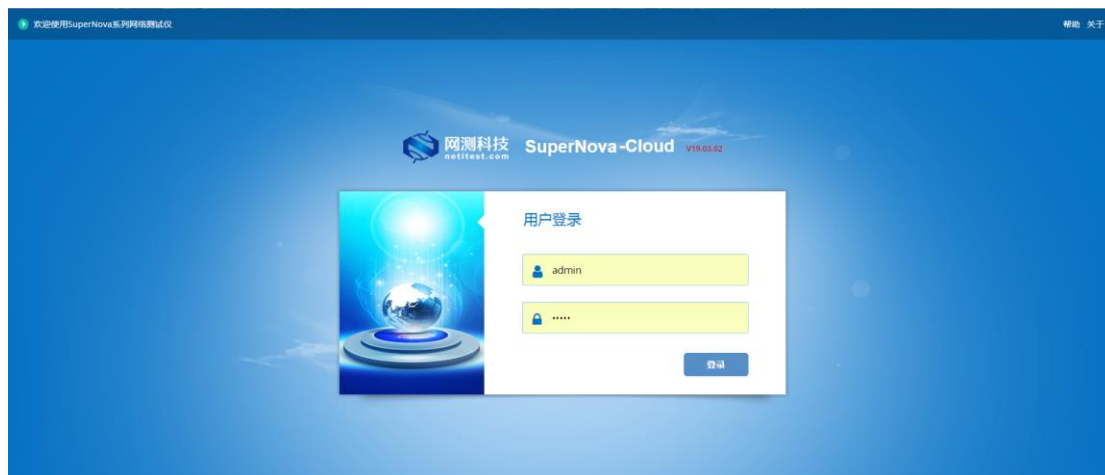 欢迎使用SuperNova系列网络测试仪
帮助 关于
网测科技 SuperNova-Cloud V19.03.02
netitest.com
用户登录
admin
•••••
登录